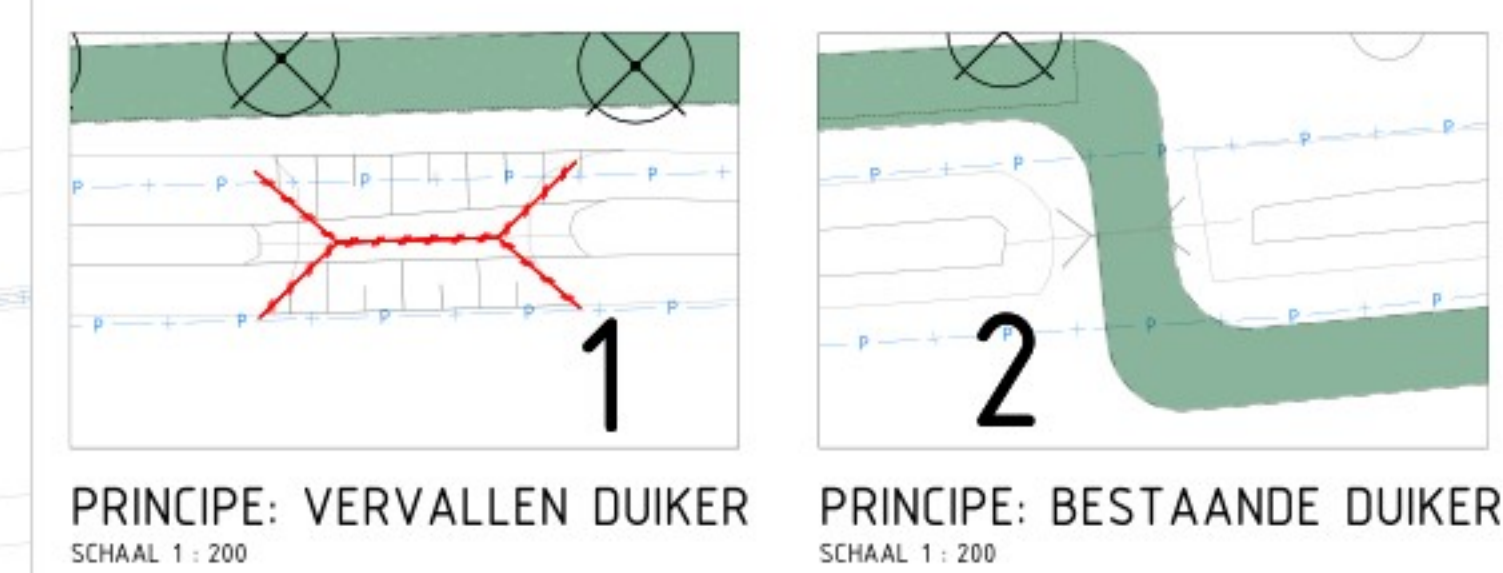 P P P P P
P P P P P
1
PRINCIPE: VERVALLEN DUIKER
SCHAAL 1 : 200
P P P P P
P P P P P
2
PRINCIPE: BESTAANDE DUIKER
SCHAAL 1 : 200